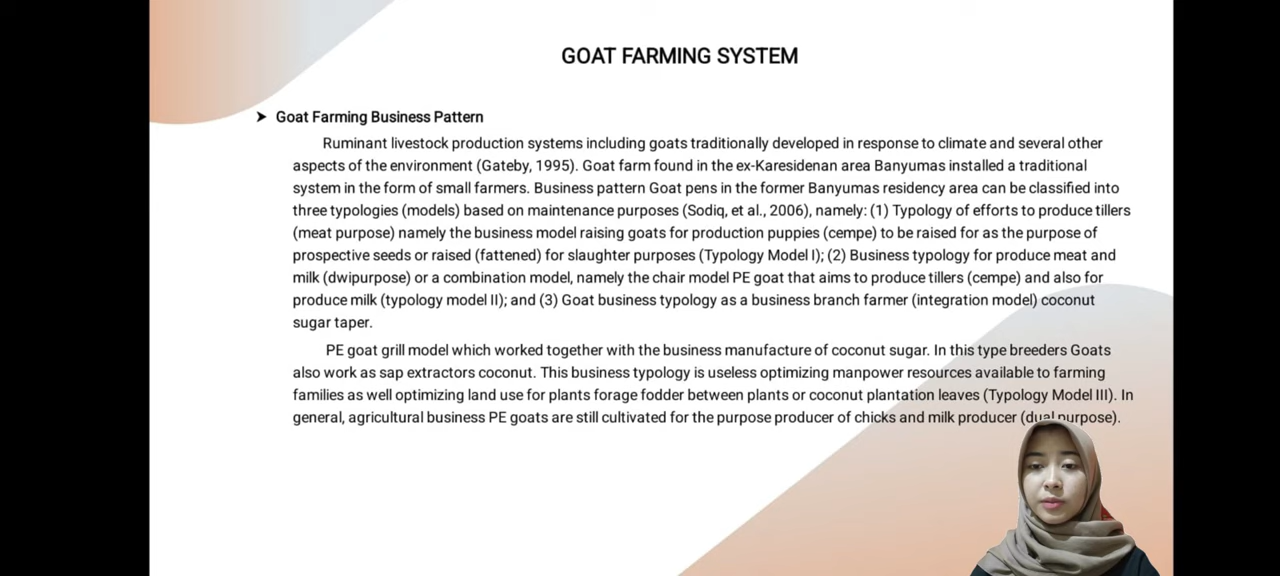 GOAT FARMING SYSTEM
➤ Goat Farming Business Pattern
Ruminant livestock production systems including goats traditionally developed in response to climate and several other
aspects of the environment (Gateby, 1995). Goat farm found in the ex-Karesidenan area Banyumas installed a traditional
system in the form of small farmers. Business pattern Goat pens in the former Banyumas residency area can be classified into
three typologies (models) based on maintenance purposes (Sodiq, et al., 2006), namely: (1) Typology of efforts to produce tillers
(meat purpose) namely the business model raising goats for production puppies (cempe) to be raised for as the purpose of
prospective seeds or raised (fattened) for slaughter purposes (Typology Model I); (2) Business typology for produce meat and
milk (dwipurpose) or a combination model, namely the chair model PE goat that aims to produce tillers (cempe) and also for
produce milk (typology model II); and (3) Goat business typology as a business branch farmer (integration model) coconut
sugar taper.
PE goat grill model which worked together with the business manufacture of coconut sugar. In this type breeders Goats
also work as sap extractors coconut. This business typology is useless optimizing manpower resources available to farming
families as well optimizing land use for plants forage fodder between plants or coconut plantation leaves (Typology Model III). In
general, agricultural business PE goats are still cultivated for the purpose producer of chicks and milk producer (dual purpose).